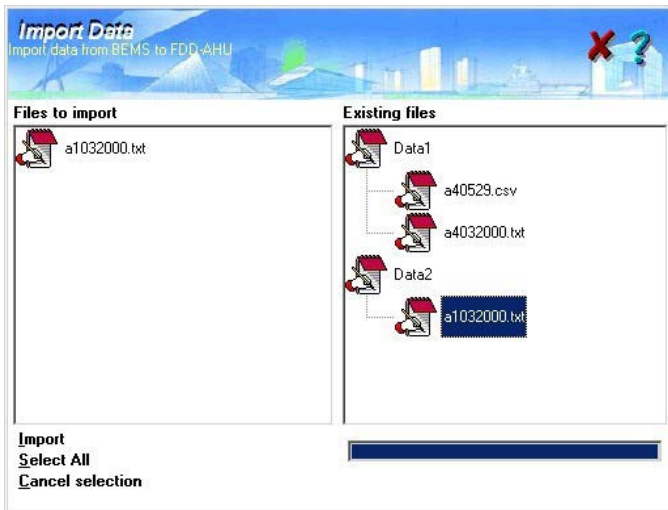 Import Data
Import data from BEMS to FDD-AHU
Files to import
a1032000.txt
Existing files
Data1
a40529.csv
a4032000.txt
Data2
a1032000.txt
Import
Select All
Cancel selection